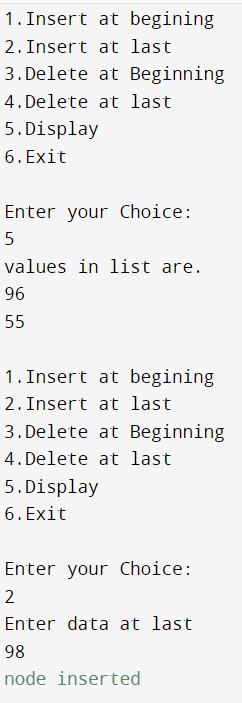 1.Insert at begining
2.Insert at last
3.Delete at Beginning
4.Delete at last
5.Display
6.Exit
Enter your Choice:
5
values in list are.
96
55
1.Insert at begining
2.Insert at last
3.Delete at Beginning
4.Delete at last
5.Display
6.Exit
Enter your Choice:
2
Enter data at last
98
node inserted